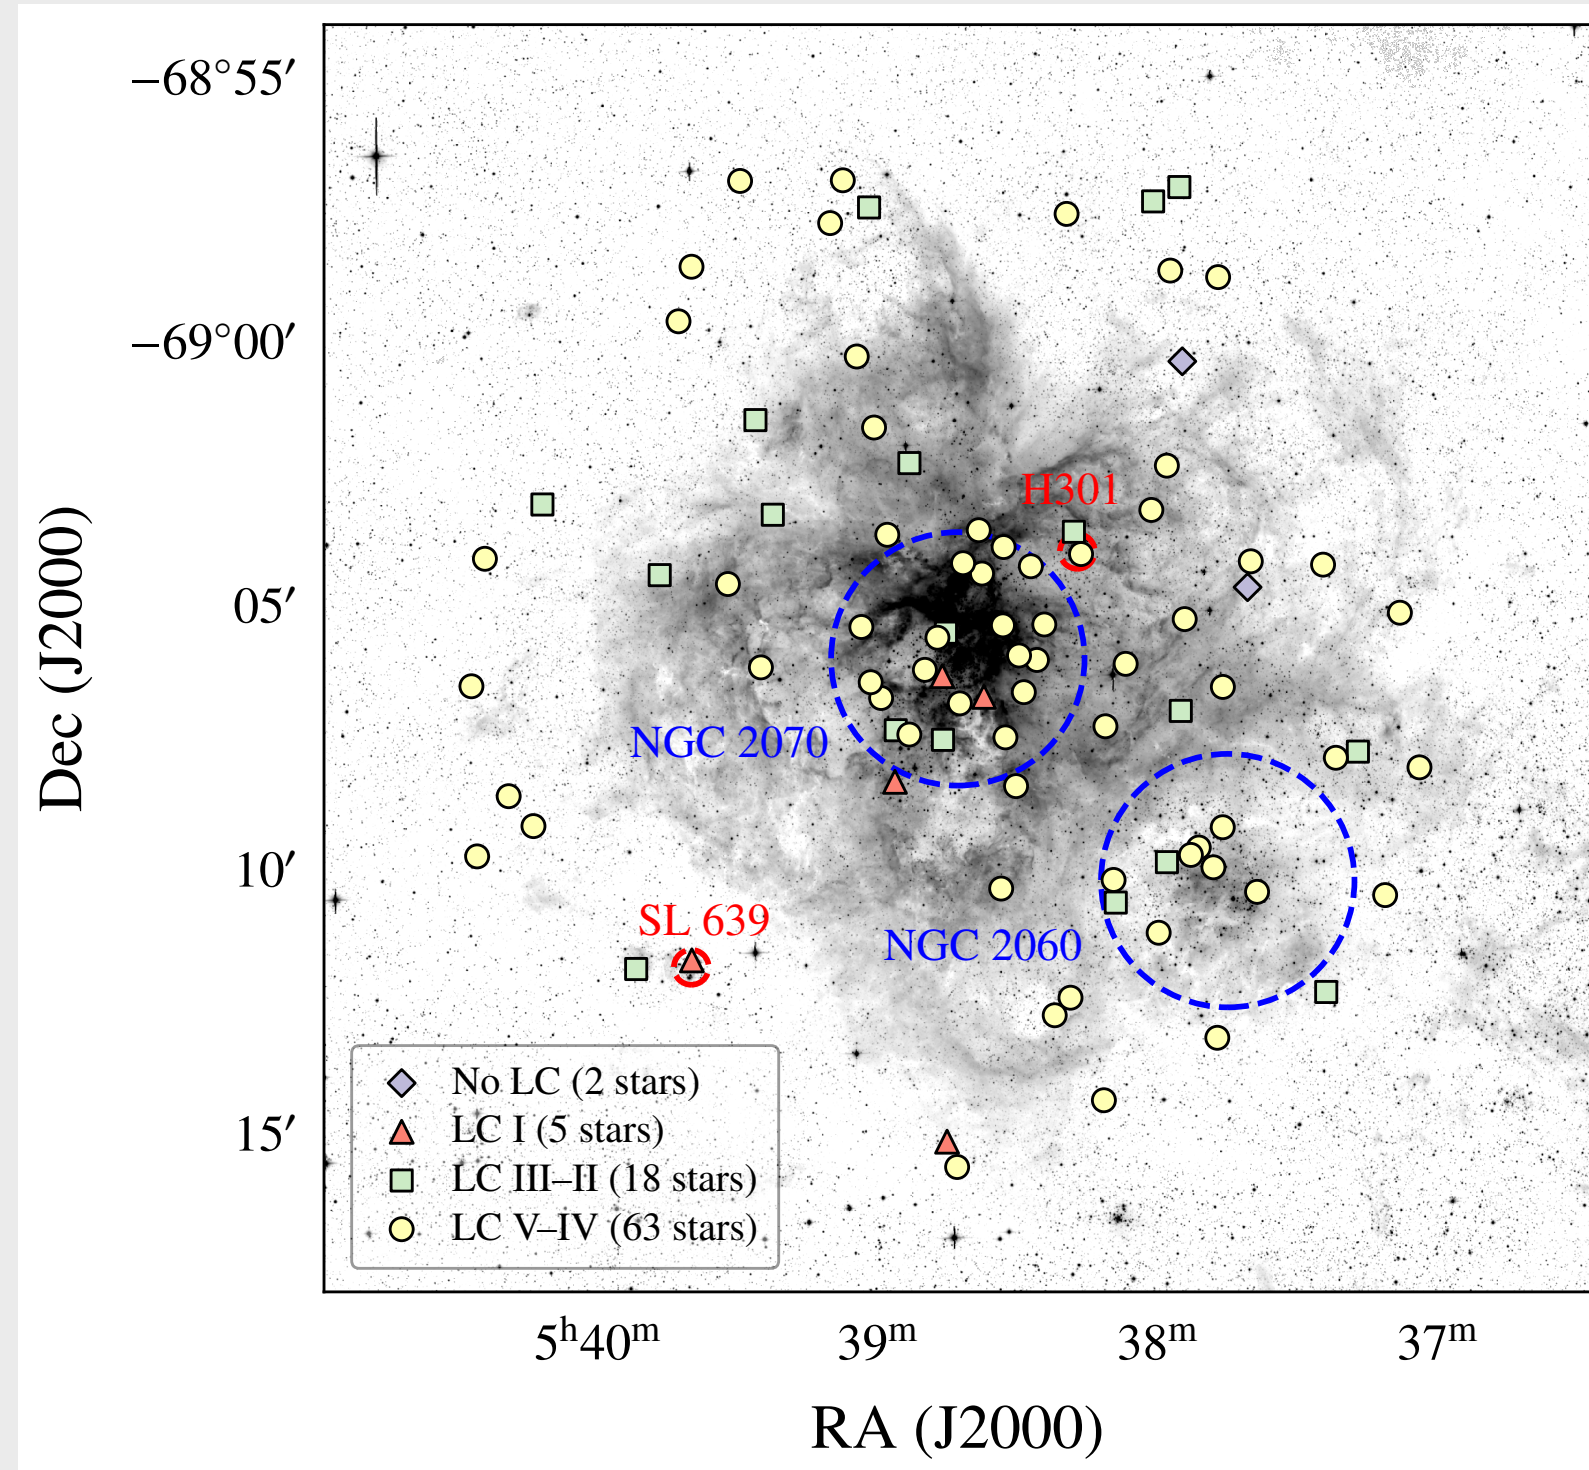 −68°55′
−69°00′
05′
10′
15′
Dec (J2000)
H301
NGC 2070
NGC 2060
SL 639
No LC (2 stars)
LC I (5 stars)
LC III–II (18 stars)
LC V–IV (63 stars)
5ʰ40ᵐ 39ᵐ 38ᵐ 37ᵐ
RA (J2000)